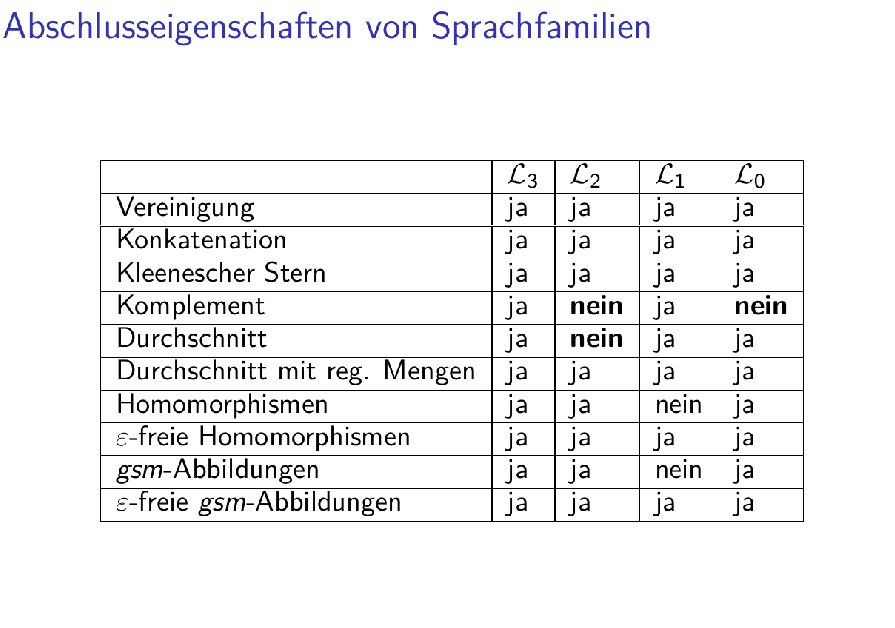 Abschlusseigenschaften von Sprachfamilien
ℒ₃ ℒ₂ ℒ₁ ℒ₀
Vereinigung ja ja ja ja
Konkatenation ja ja ja ja
Kleenescher Stern ja ja ja ja
Komplement ja nein ja nein
Durchschnitt ja nein ja ja
Durchschnitt mit reg. Mengen ja ja ja ja
Homomorphismen ja ja nein ja
ε-freie Homomorphismen ja ja ja ja
gsm-Abbildungen ja ja nein ja
ε-freie gsm-Abbildungen ja ja ja ja